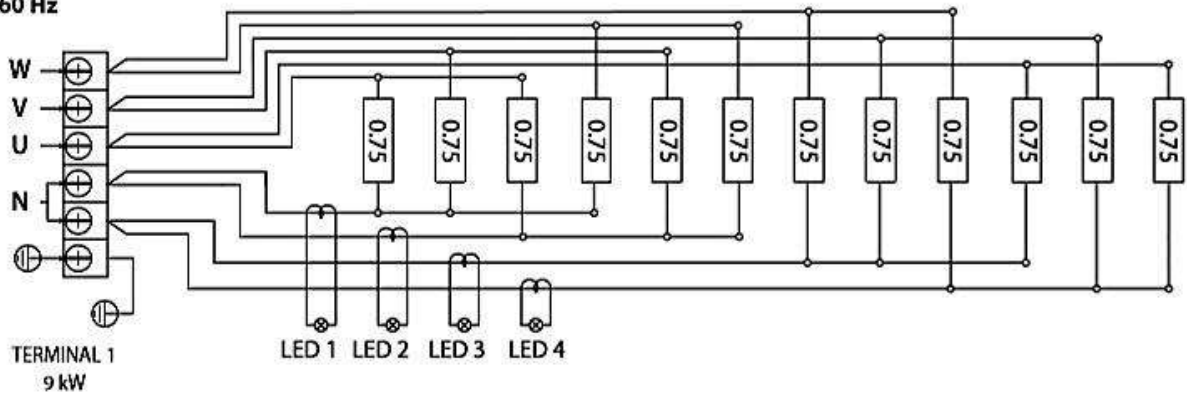 60 Hz
W
V
U
N
0.75 0.75 0.75 0.75 0.75 0.75 0.75 0.75 0.75 0.75 0.75 0.75
LED 1 LED 2 LED 3 LED 4
TERMINAL 1
9 kW